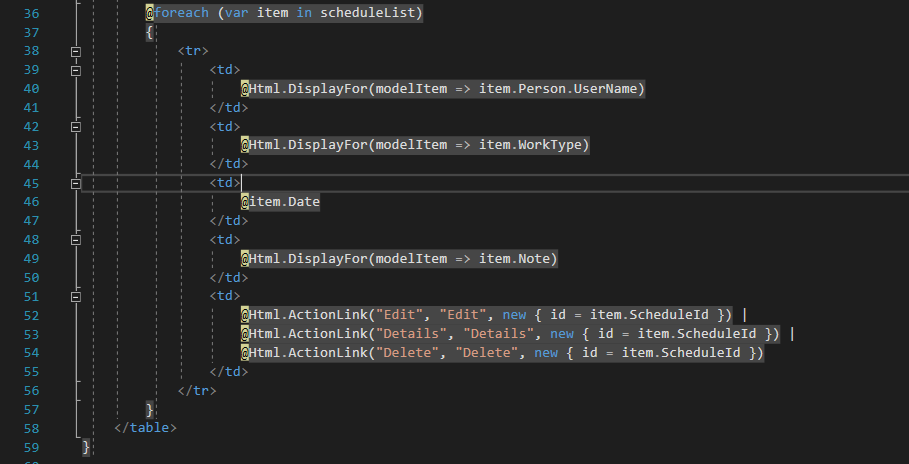 36 @foreach (var item in scheduleList)
37 {
38 <tr>
39 <td>
40 @Html.DisplayFor(modelItem => item.Person.UserName)
41 </td>
42 <td>
43 @Html.DisplayFor(modelItem => item.WorkType)
44 </td>
45 <td>
46 @item.Date
47 </td>
48 <td>
49 @Html.DisplayFor(modelItem => item.Note)
50 </td>
51 <td>
52 @Html.ActionLink("Edit", "Edit", new { id = item.ScheduleId }) |
53 @Html.ActionLink("Details", "Details", new { id = item.ScheduleId }) |
54 @Html.ActionLink("Delete", "Delete", new { id = item.ScheduleId })
55 </td>
56 </tr>
57 }
58 </table>
59 }